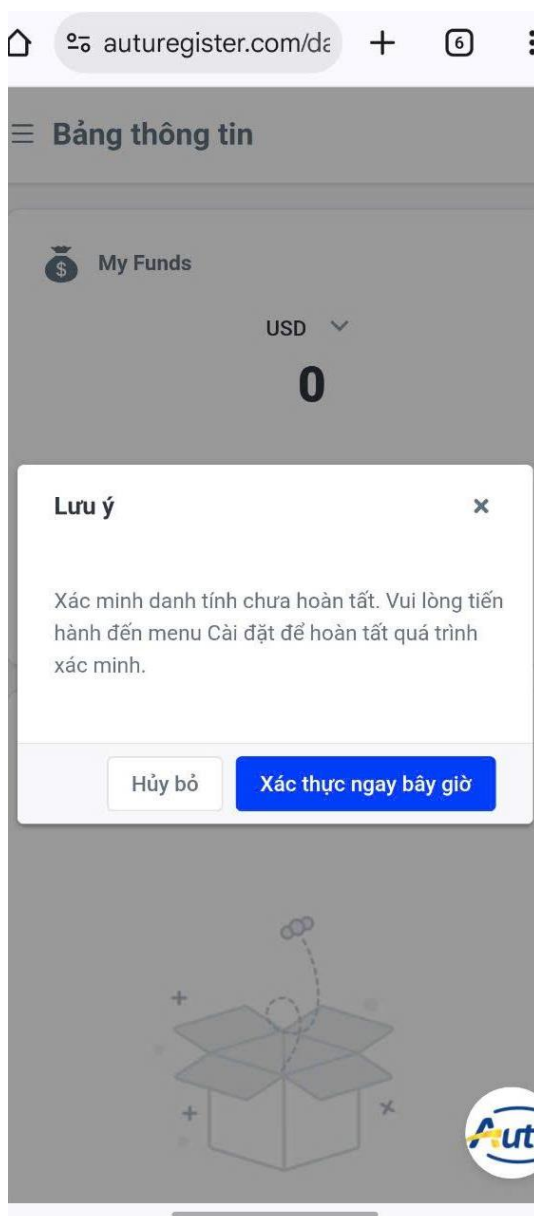 auturegister.com/da
6
Bảng thông tin
My Funds
USD
0
Lưu ý
Xác minh danh tính chưa hoàn tất. Vui lòng tiến
hành đến menu Cài đặt để hoàn tất quá trình
xác minh.
Hủy bỏ
Xác thực ngay bây giờ
Aut